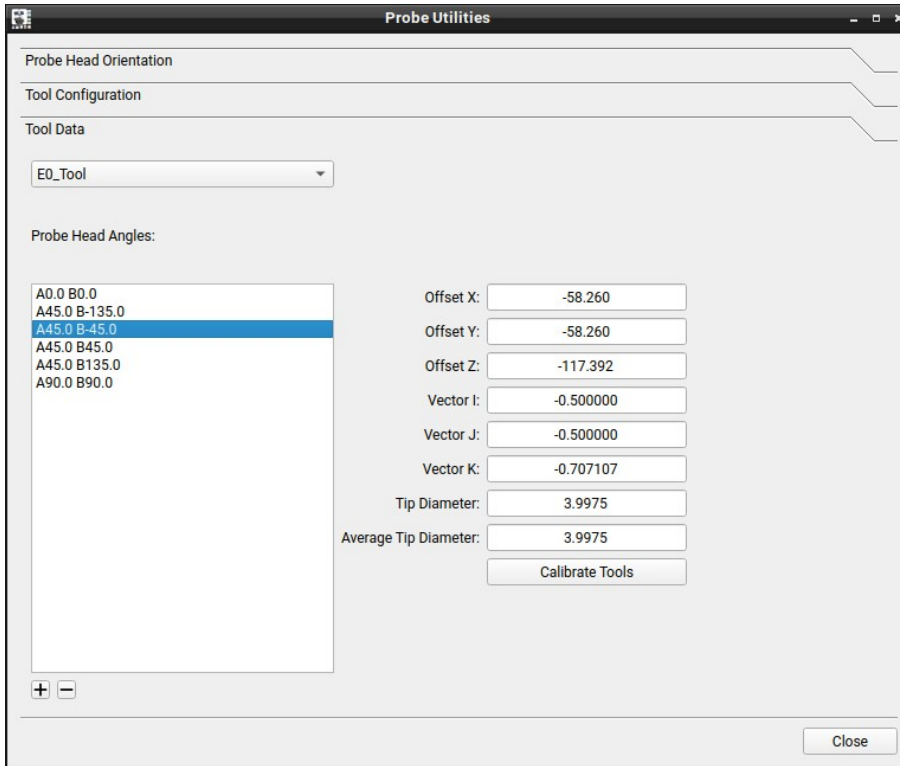 Probe Utilities
Probe Head Orientation
Tool Configuration
Tool Data
E0_Tool
Probe Head Angles:
A0.0 B0.0
A45.0 B-135.0
A45.0 B-45.0
A45.0 B45.0
A45.0 B135.0
A90.0 B90.0
Offset X: -58.260
Offset Y: -58.260
Offset Z: -117.392
Vector I: -0.500000
Vector J: -0.500000
Vector K: -0.707107
Tip Diameter: 3.9975
Average Tip Diameter: 3.9975
Calibrate Tools
Close